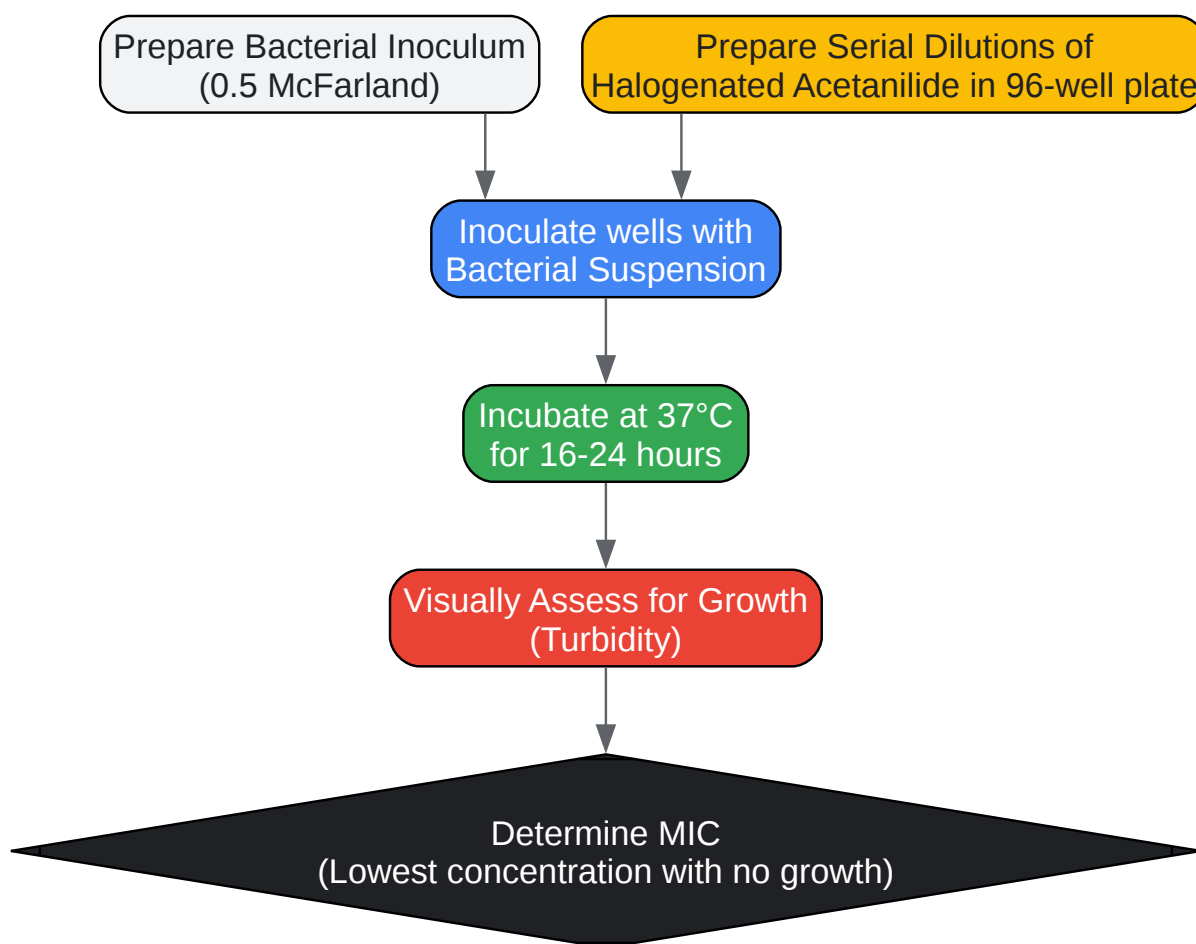 Prepare Bacterial Inoculum
(0.5 McFarland)
Prepare Serial Dilutions of
Halogenated Acetanilide in 96-well plate
Inoculate wells with
Bacterial Suspension
Incubate at 37°C
for 16-24 hours
Visually Assess for Growth
(Turbidity)
Determine MIC
(Lowest concentration with no growth)